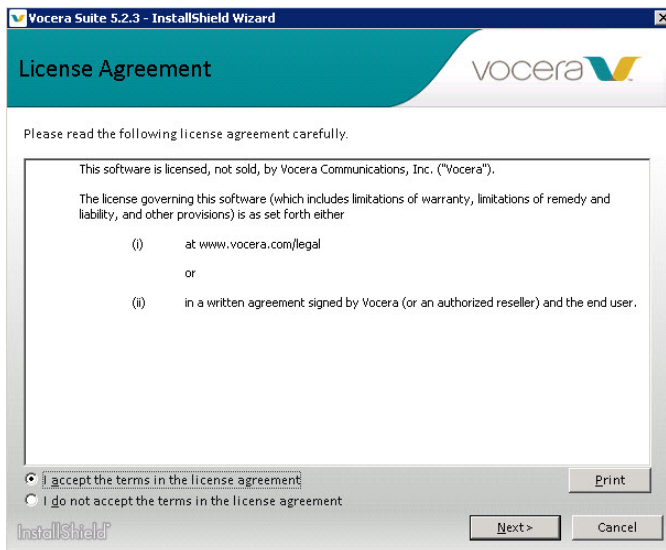 Vocera Suite 5.2.3 - InstallShield Wizard
License Agreement
vocera
Please read the following license agreement carefully.
This software is licensed, not sold, by Vocera Communications, Inc. ("Vocera").
The license governing this software (which includes limitations of warranty, limitations of remedy and
liability, and other provisions) is as set forth either
(i) at www.vocera.com/legal
or
(ii) in a written agreement signed by Vocera (or an authorized reseller) and the end user.
I accept the terms in the license agreement
Print
I do not accept the terms in the license agreement
InstallShield
Next>
Cancel